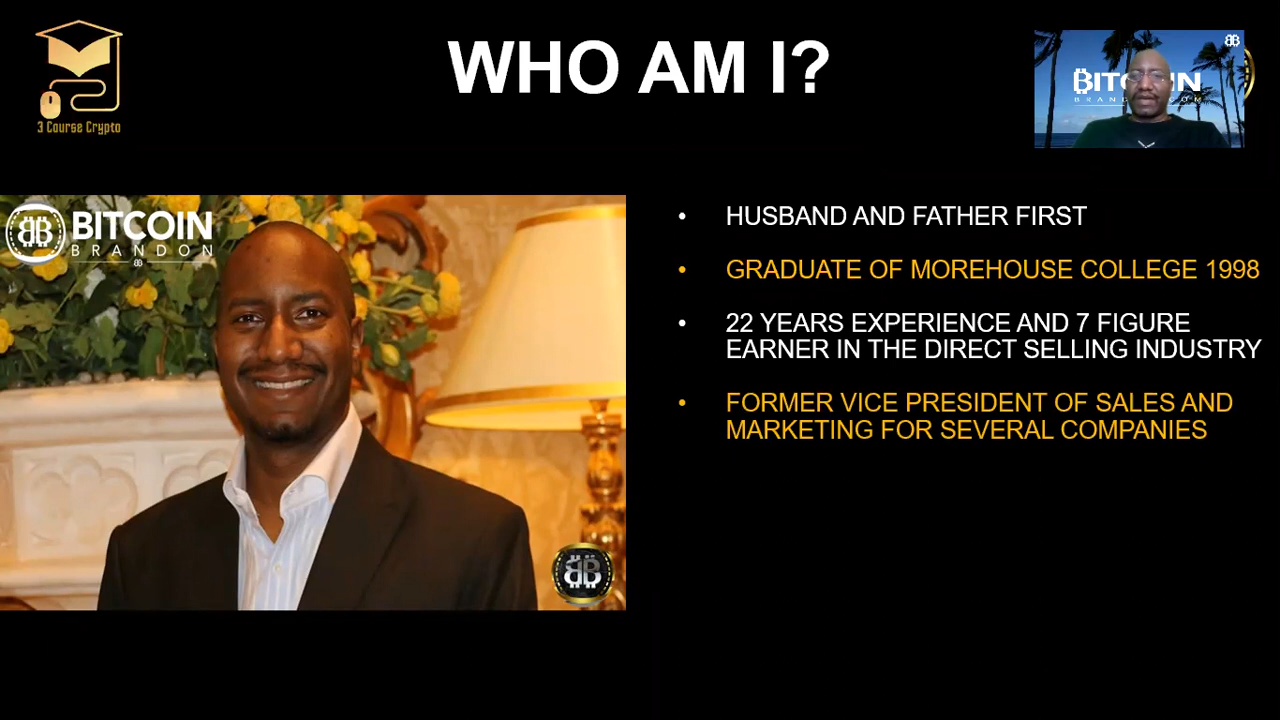 WHO AM I?
3 Course Crypto
BITCOIN
BRANDON
• HUSBAND AND FATHER FIRST
• GRADUATE OF MOREHOUSE COLLEGE 1998
• 22 YEARS EXPERIENCE AND 7 FIGURE
EARNER IN THE DIRECT SELLING INDUSTRY
• FORMER VICE PRESIDENT OF SALES AND
MARKETING FOR SEVERAL COMPANIES